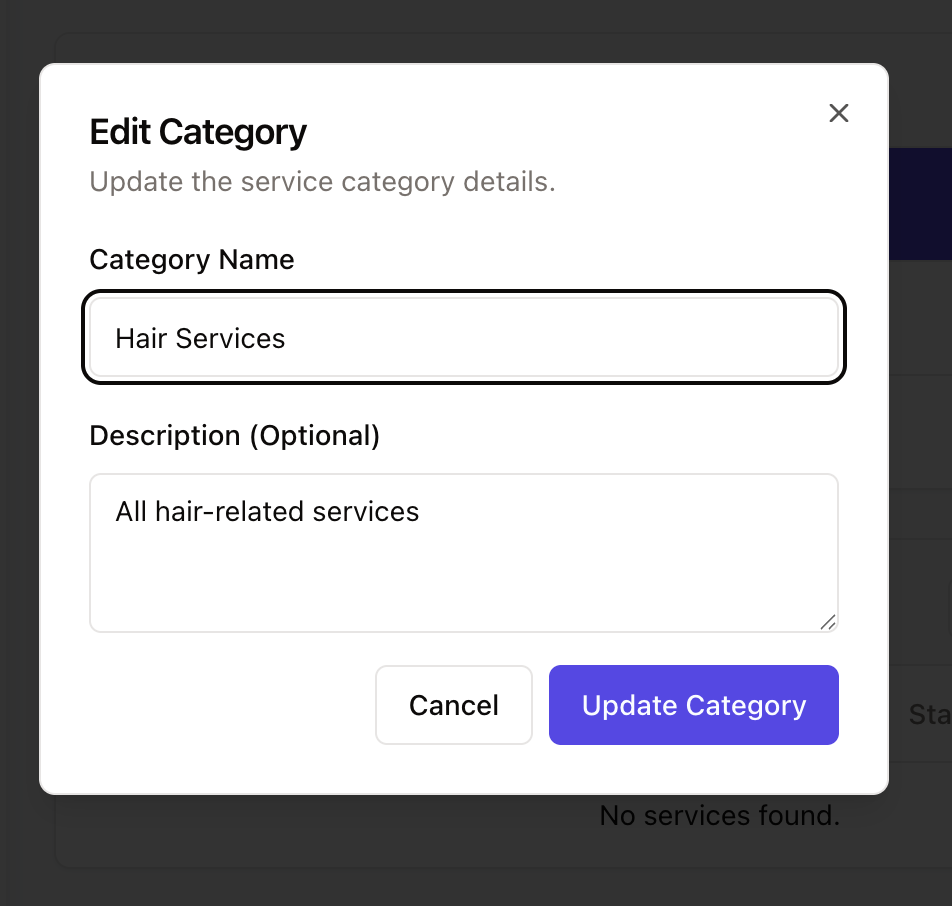 Edit Category
Update the service category details.
Category Name
Hair Services
Description (Optional)
All hair-related services
Cancel
Update Category
No services found.